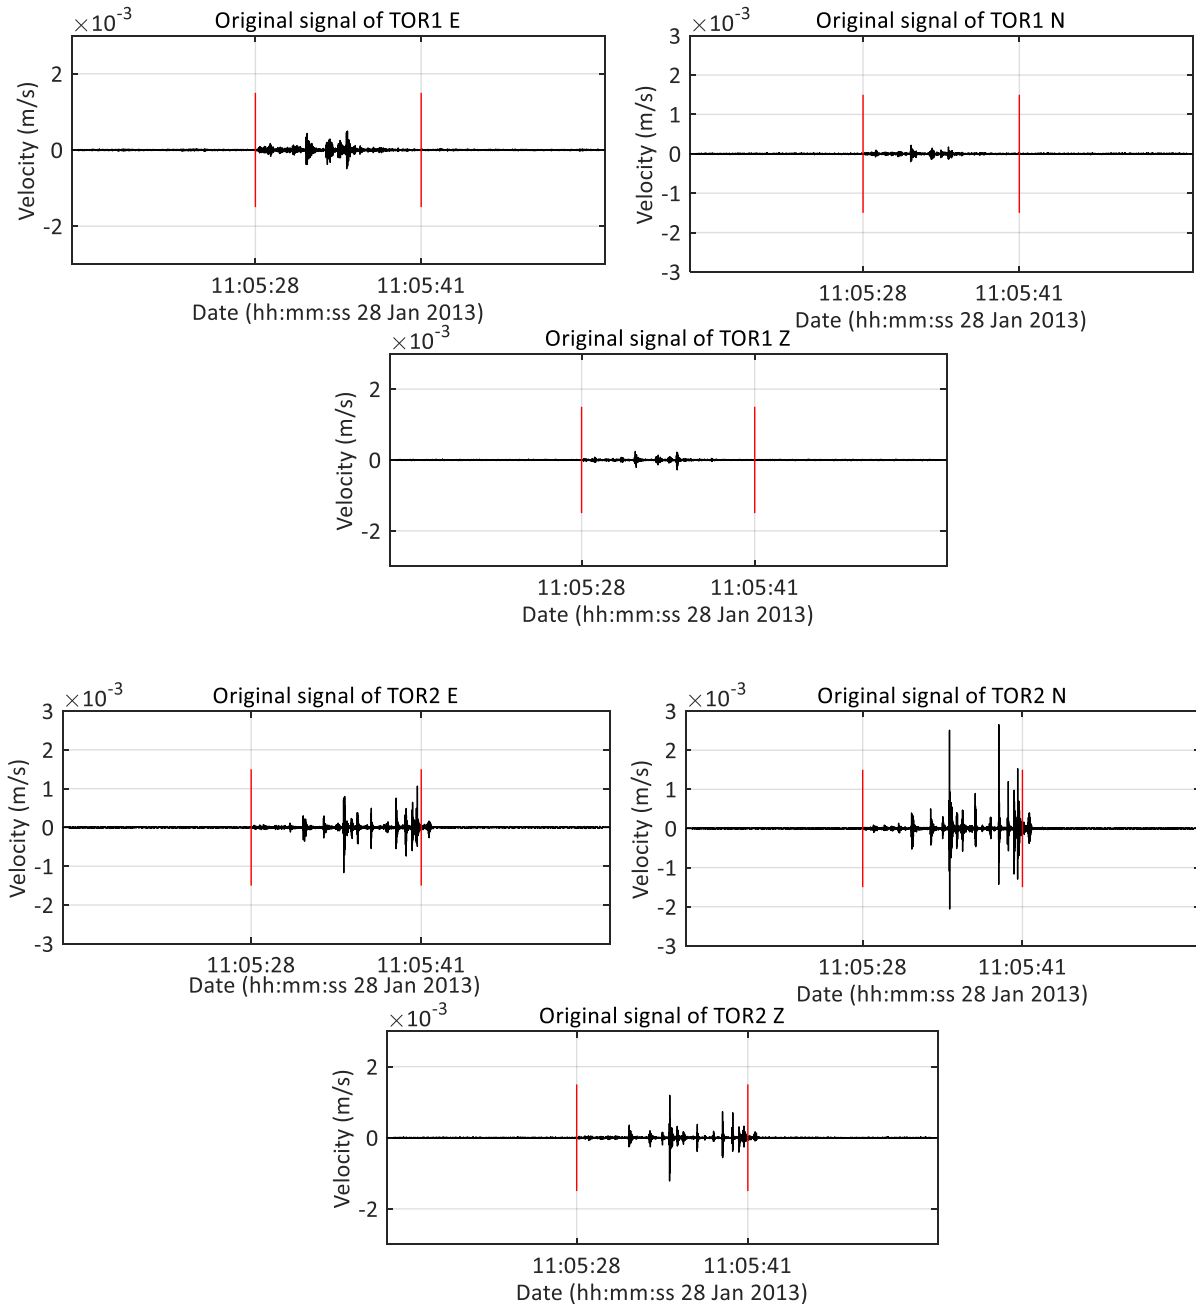 Original signal of TOR1 E
×10-3
Velocity (m/s)
2
0
-2
11:05:28 11:05:41
Date (hh:mm:ss 28 Jan 2013)
Original signal of TOR1 N
×10-3
Velocity (m/s)
3
2
1
0
-1
-2
-3
11:05:28 11:05:41
Date (hh:mm:ss 28 Jan 2013)
Original signal of TOR1 Z
×10-3
Velocity (m/s)
2
0
-2
11:05:28 11:05:41
Date (hh:mm:ss 28 Jan 2013)
Original signal of TOR2 E
×10-3
Velocity (m/s)
3
2
1
0
-1
-2
-3
11:05:28 11:05:41
Date (hh:mm:ss 28 Jan 2013)
Original signal of TOR2 N
×10-3
Velocity (m/s)
3
2
1
0
-1
-2
-3
11:05:28 11:05:41
Date (hh:mm:ss 28 Jan 2013)
Original signal of TOR2 Z
×10-3
Velocity (m/s)
2
0
-2
11:05:28 11:05:41
Date (hh:mm:ss 28 Jan 2013)